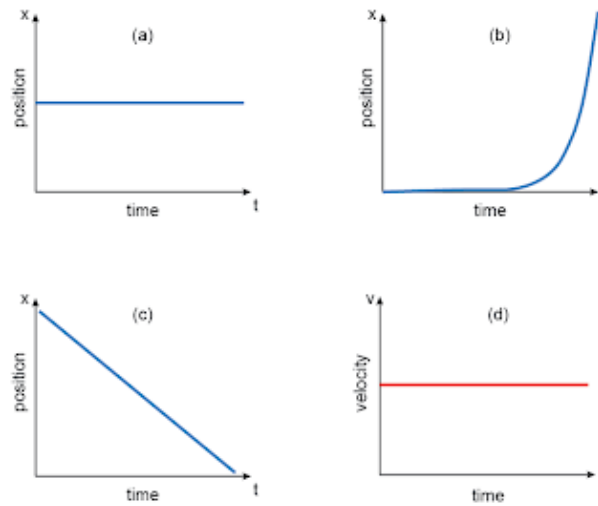 x
(a)
position
time
t
x
(b)
position
time
x
(c)
position
time
t
v
(d)
velocity
time